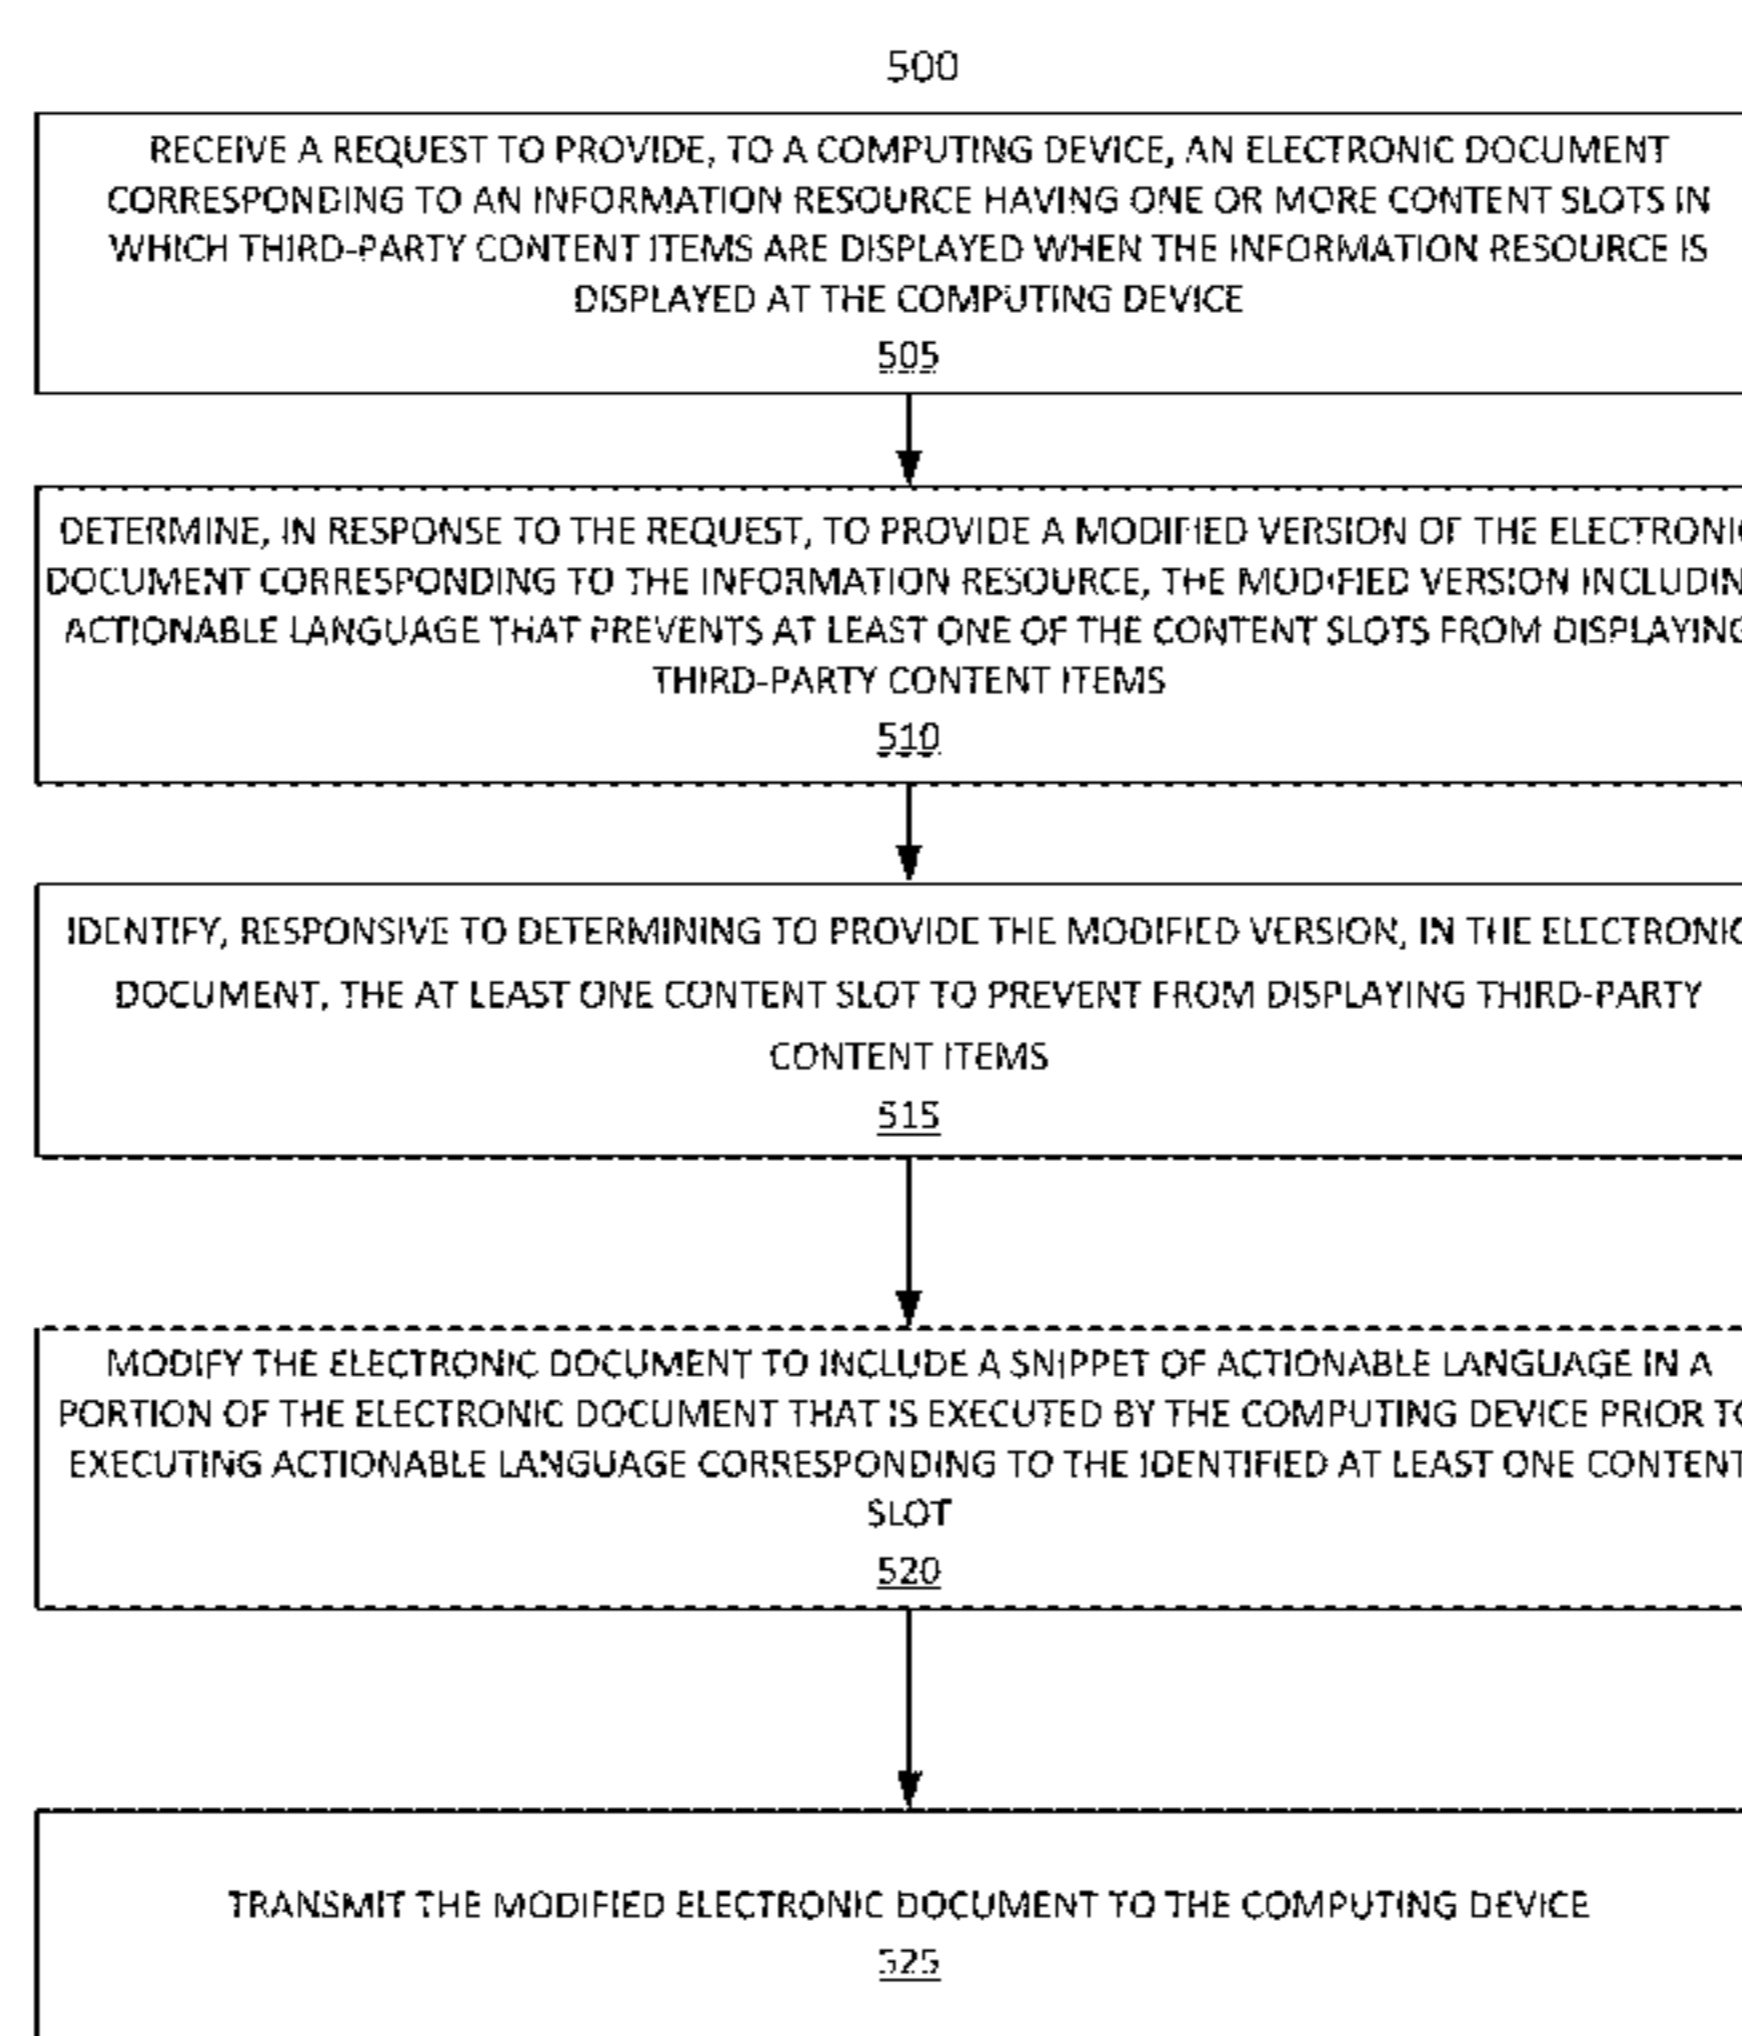 500
RECEIVE A REQUEST TO PROVIDE, TO A COMPUTING DEVICE, AN ELECTRONIC DOCUMENT
CORRESPONDING TO AN INFORMATION RESOURCE HAVING ONE OR MORE CONTENT SLOTS IN
WHICH THIRD-PARTY CONTENT ITEMS ARE DISPLAYED WHEN THE INFORMATION RESOURCE IS
DISPLAYED AT THE COMPUTING DEVICE
505
DETERMINE, IN RESPONSE TO THE REQUEST, TO PROVIDE A MODIFIED VERSION OF THE ELECTRONIC
DOCUMENT CORRESPONDING TO THE INFORMATION RESOURCE, THE MODIFIED VERSION INCLUDIN
ACTIONABLE LANGUAGE THAT PREVENTS AT LEAST ONE OF THE CONTENT SLOTS FROM DISPLAYING
THIRD-PARTY CONTENT ITEMS
510
IDENTIFY, RESPONSIVE TO DETERMINING TO PROVIDE THE MODIFIED VERSION, IN THE ELECTRONIC
DOCUMENT, THE AT LEAST ONE CONTENT SLOT TO PREVENT FROM DISPLAYING THIRD-PARTY
CONTENT ITEMS
515
MODIFY THE ELECTRONIC DOCUMENT TO INCLUDE A SNIPPET OF ACTIONABLE LANGUAGE IN A
PORTION OF THE ELECTRONIC DOCUMENT THAT IS EXECUTED BY THE COMPUTING DEVICE PRIOR TO
EXECUTING ACTIONABLE LANGUAGE CORRESPONDING TO THE IDENTIFIED AT LEAST ONE CONTENT
SLOT
520
TRANSMIT THE MODIFIED ELECTRONIC DOCUMENT TO THE COMPUTING DEVICE
525